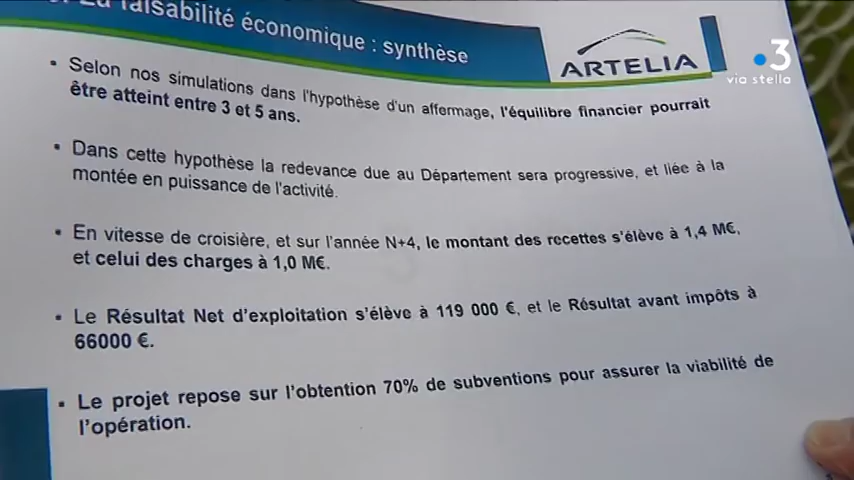 La faisabilité économique : synthèse
ARTELIA
3
via stella
• Selon nos simulations dans l'hypothèse d'un affermage, l'équilibre financier pourrait
être atteint entre 3 et 5 ans.
• Dans cette hypothèse la redevance due au Département sera progressive, et liée à la
montée en puissance de l'activité.
• En vitesse de croisière, et sur l'année N+4, le montant des recettes s'élève à 1,4 M€,
et celui des charges à 1,0 M€.
• Le Résultat Net d'exploitation s'élève à 119 000 €, et le Résultat avant impôts à
66000 €.
• Le projet repose sur l'obtention 70% de subventions pour assurer la viabilité de
l'opération.